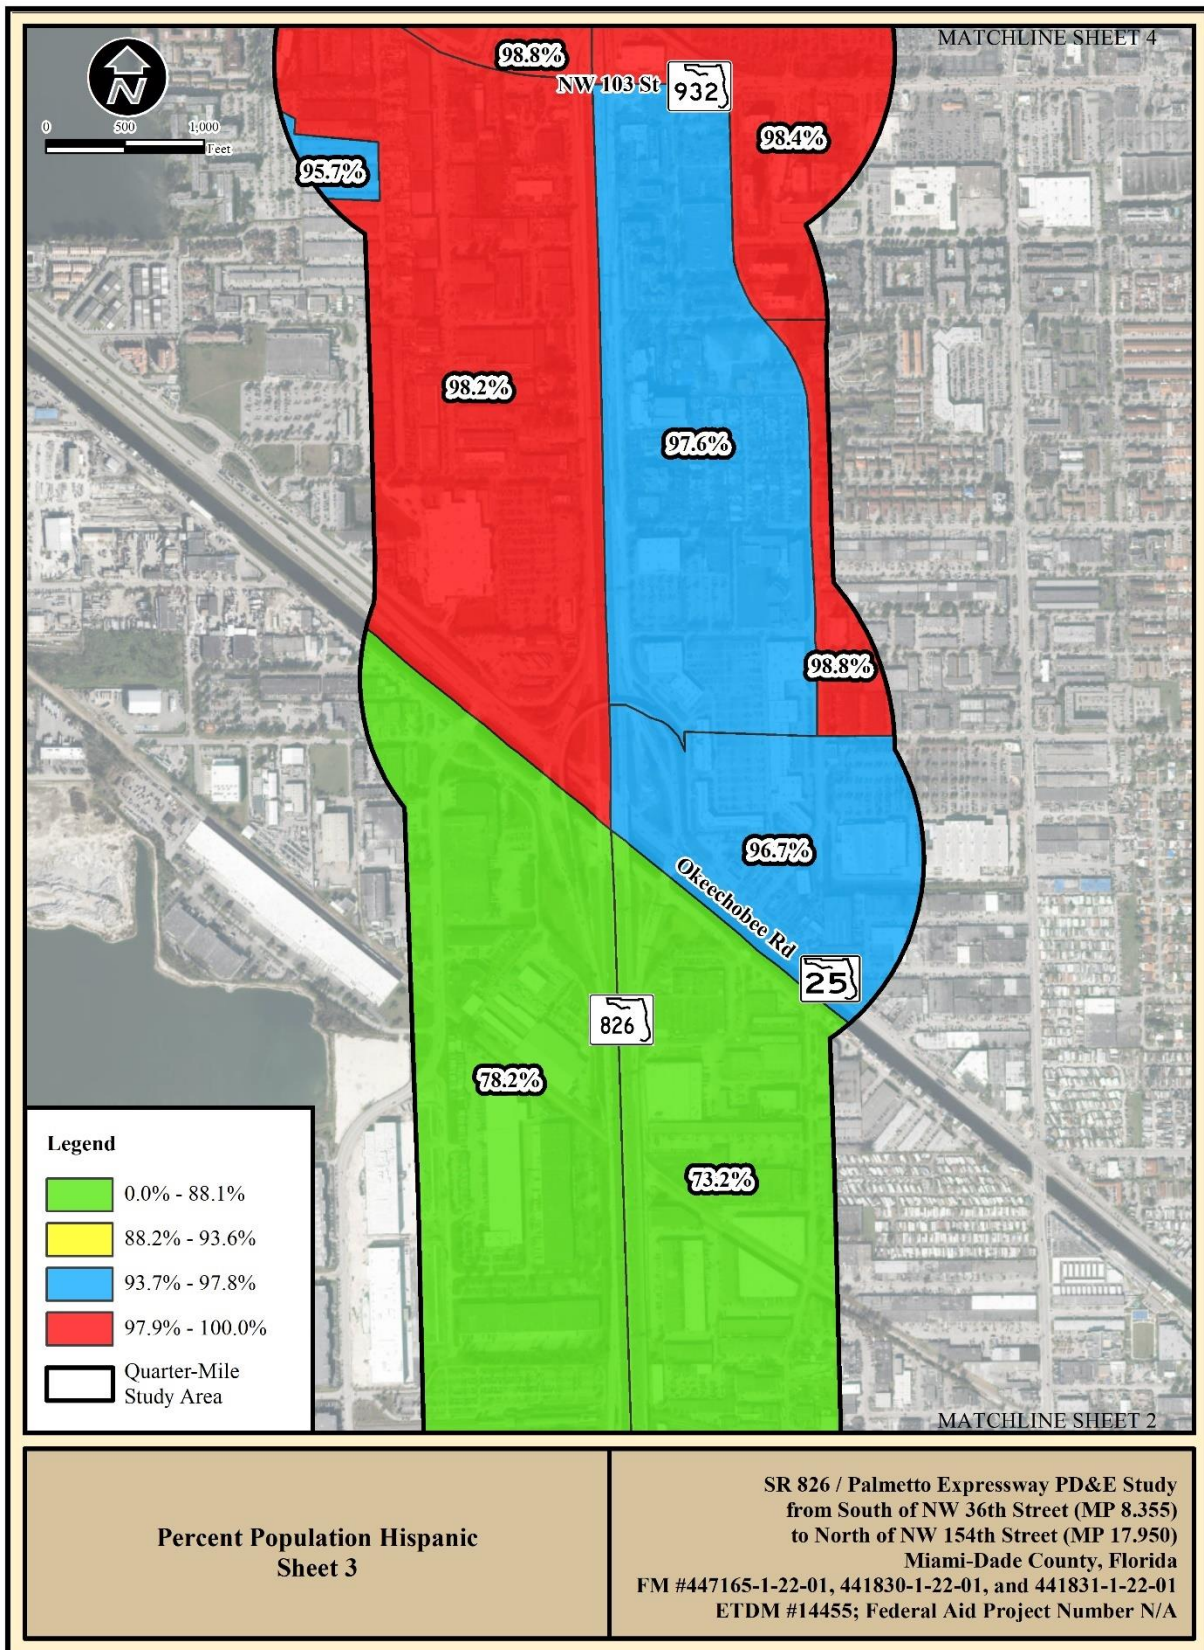 MATCHLINE SHEET 4
N
0 500 1,000
Feet
98.8%
NW 103 St
932
98.4%
95.7%
98.2%
97.6%
98.8%
96.7%
Okeechobee Rd
25
826
78.2%
73.2%
Legend
0.0% - 88.1%
88.2% - 93.6%
93.7% - 97.8%
97.9% - 100.0%
Quarter-Mile
Study Area
MATCHLINE SHEET 2
Percent Population Hispanic
Sheet 3
SR 826 / Palmetto Expressway PD&E Study
from South of NW 36th Street (MP 8.355)
to North of NW 154th Street (MP 17.950)
Miami-Dade County, Florida
FM #447165-1-22-01, 441830-1-22-01, and 441831-1-22-01
ETDM #14455; Federal Aid Project Number N/A